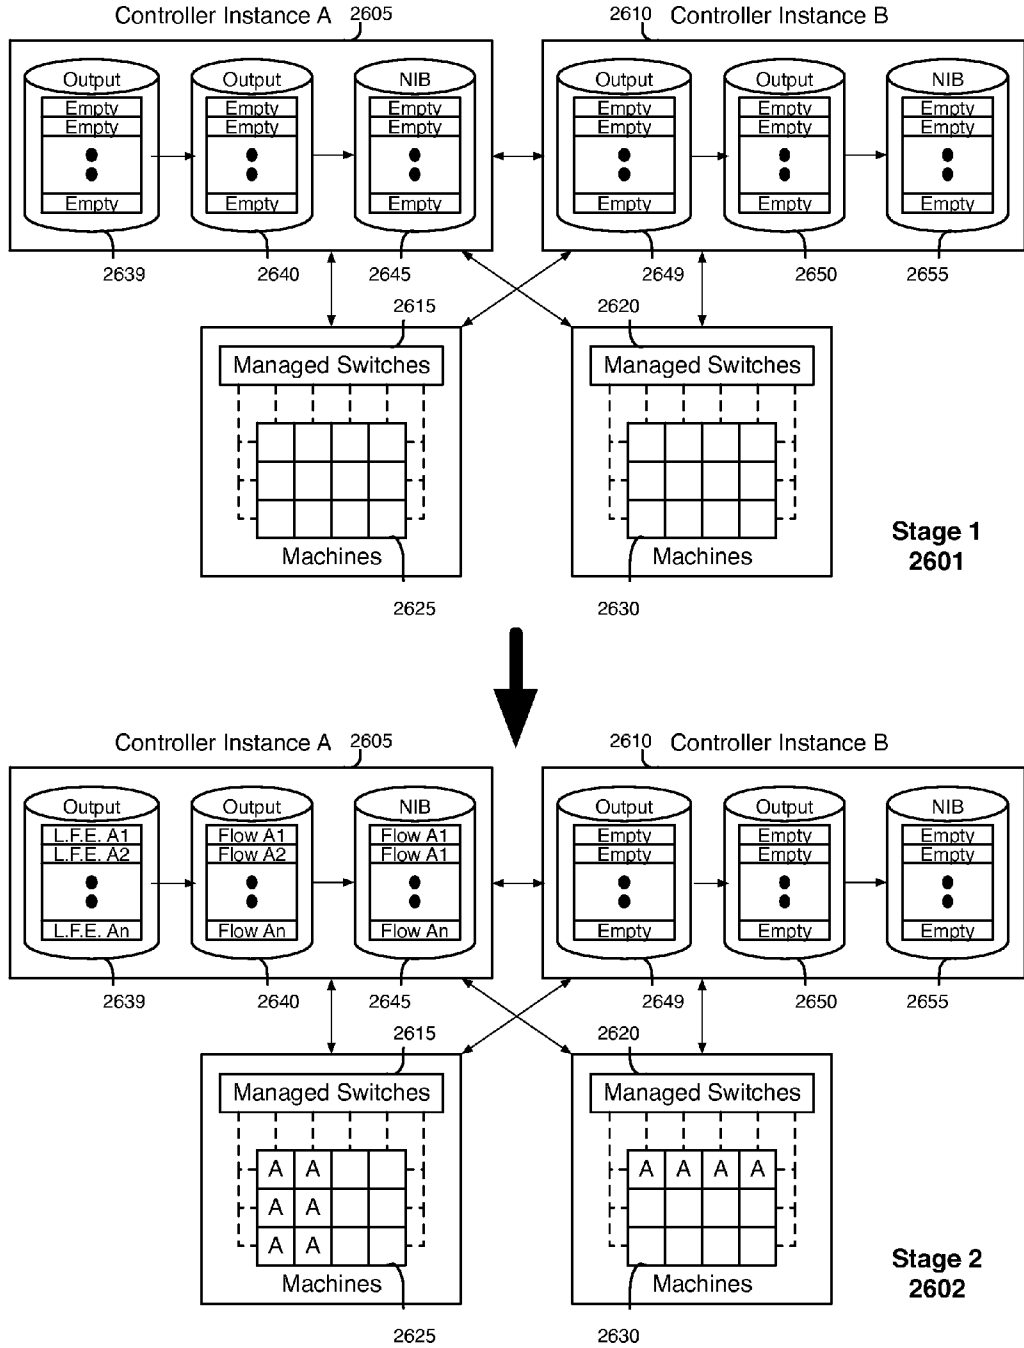 Controller Instance A 2605
2610 Controller Instance B
Output Output NIB Output Output NIB
Empty Empty Empty Empty Empty Empty
Empty Empty Empty Empty Empty Empty
Empty Empty Empty Empty Empty Empty
2639 2640 2645 2649 2650 2655
2615 2620
Managed Switches Managed Switches
Machines Machines
2625 2630
Stage 1
2601
Controller Instance A 2605
2610 Controller Instance B
Output Output NIB Output Output NIB
L.F.E. A1 Flow A1 Flow A1 Empty Empty Empty
L.F.E. A2 Flow A2 Flow A1 Empty Empty Empty
L.F.E. An Flow An Flow An Empty Empty Empty
2639 2640 2645 2649 2650 2655
2615 2620
Managed Switches Managed Switches
A A A A A A
A A
A A
Machines Machines
2625 2630
Stage 2
2602